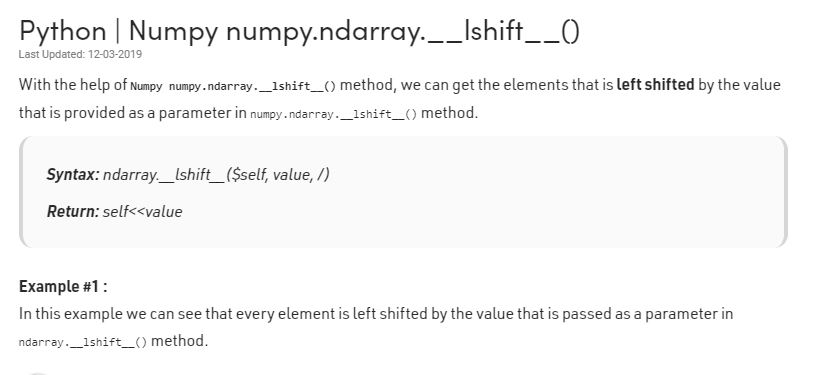 Python | Numpy numpy.ndarray.__lshift__()
Last Updated: 12-03-2019
With the help of Numpy numpy.ndarray.__lshift__() method, we can get the elements that is left shifted by the value
that is provided as a parameter in numpy.ndarray.__lshift__() method.
Syntax: ndarray.__lshift__($self, value, /)
Return: self<<value
Example #1 :
In this example we can see that every element is left shifted by the value that is passed as a parameter in
ndarray.__lshift__() method.